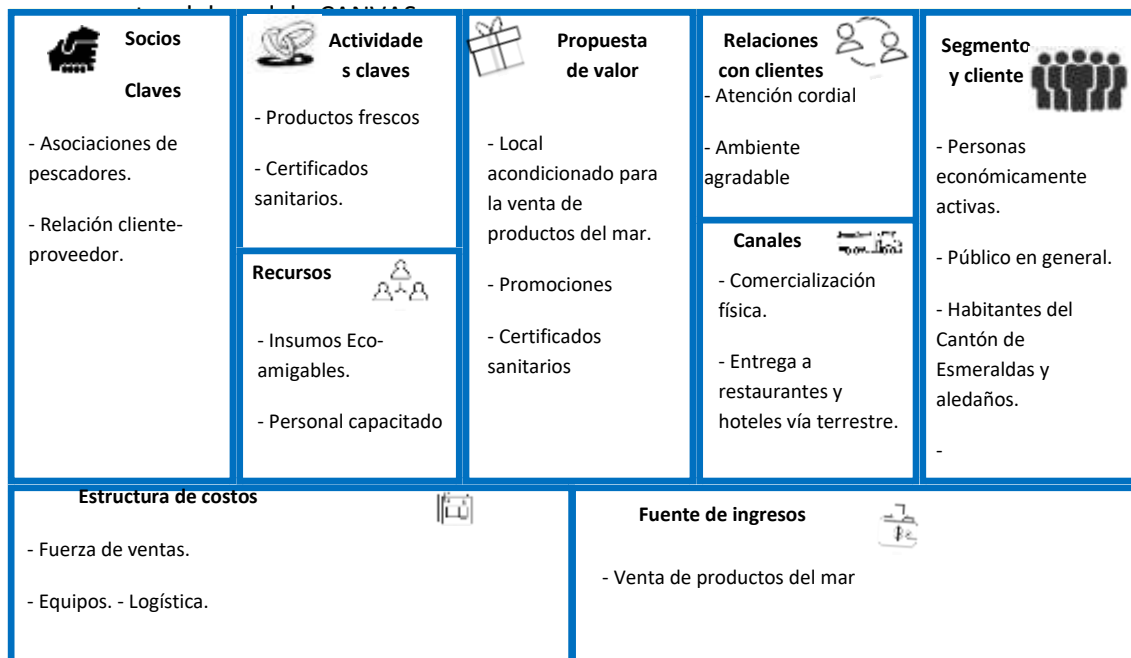 CANVAS
Socios
Claves
- Asociaciones de
pescadores.
- Relación cliente-
proveedor.
Actividade
s claves
- Productos frescos
- Certificados
sanitarios.
Recursos
- Insumos Eco-
amigables.
- Personal capacitado
Propuesta
de valor
- Local
acondicionado para
la venta de
productos del mar.
- Promociones
- Certificados
sanitarios
Relaciones
con clientes
- Atención cordial
- Ambiente
agradable
Canales
- Comercialización
física.
- Entrega a
restaurantes y
hoteles vía terrestre.
Segmento
y cliente
- Personas
económicamente
activas.
- Público en general.
- Habitantes del
Cantón de
Esmeraldas y
aledaños.
-
Estructura de costos
- Fuerza de ventas.
- Equipos. - Logística.
Fuente de ingresos
- Venta de productos del mar